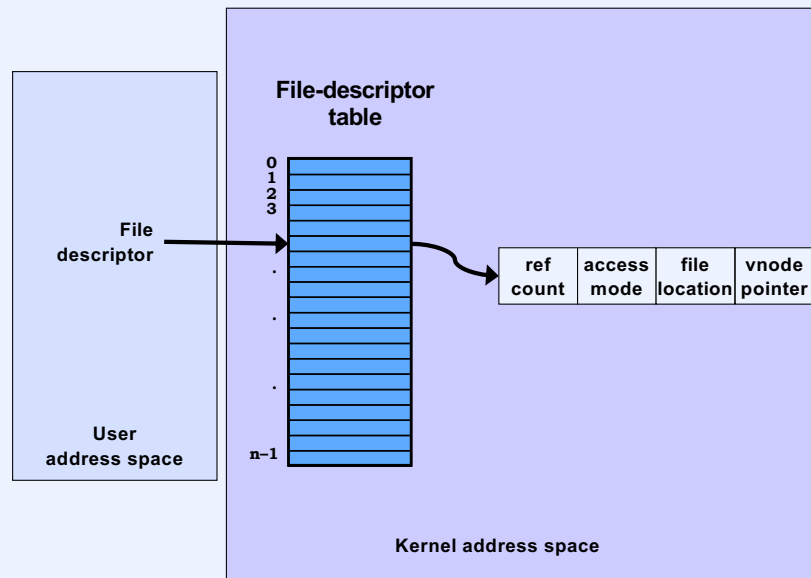 File-descriptor
table
0
1
2
3
.
.
.
n–1
File
descriptor
ref
count
access
mode
file
location
vnode
pointer
User
address space
Kernel address space